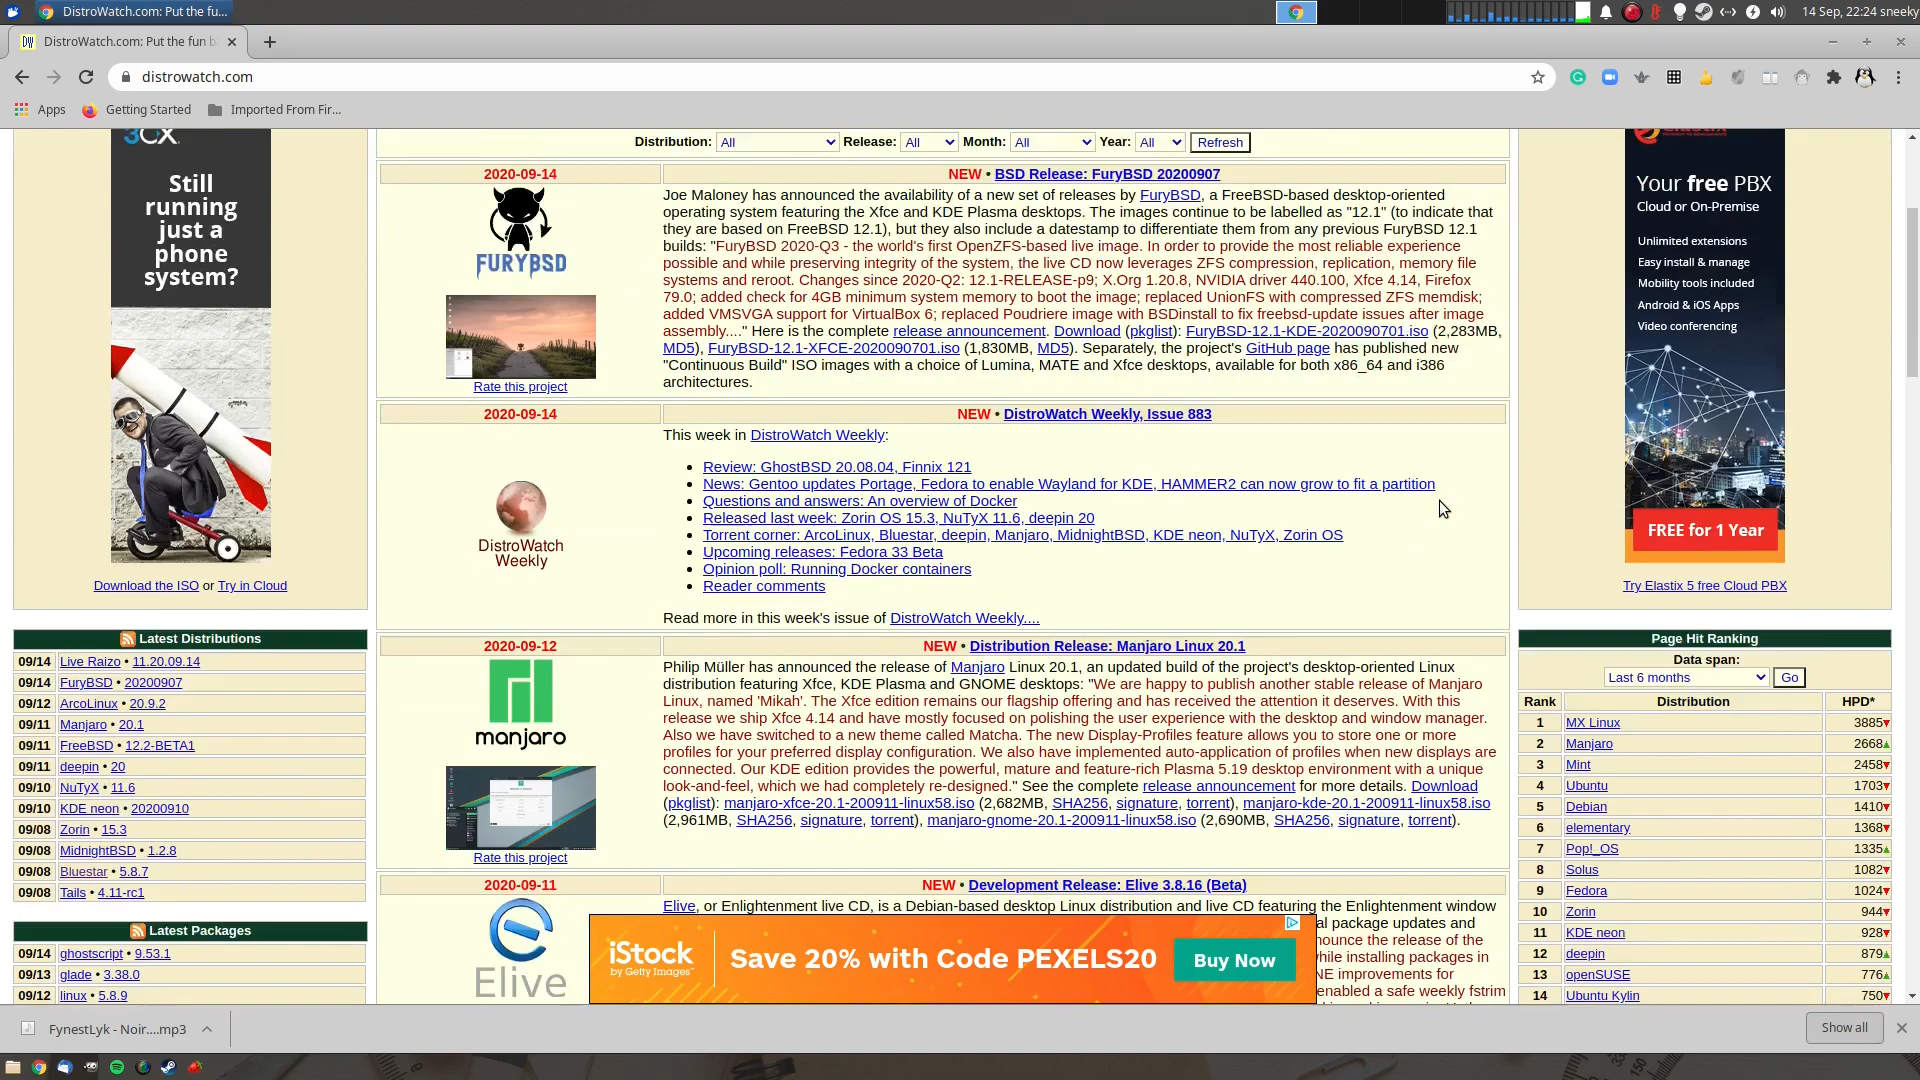 DistroWatch.com: Put the fu...
14 Sep, 22:24 sneeky
DistroWatch.com: Put the fun b
distrowatch.com
Apps
Getting Started
Imported From Fir...
3CX.
Still
running
just a
phone
system?
Download the ISO or Try in Cloud
Latest Distributions
09/14 Live Raizo • 11.20.09.14
09/14 FuryBSD • 20200907
09/12 ArcoLinux • 20.9.2
09/11 Manjaro • 20.1
09/11 FreeBSD • 12.2-BETA1
09/11 deepin • 20
09/10 NuTyX • 11.6
09/10 KDE neon • 20200910
09/08 Zorin • 15.3
09/08 MidnightBSD • 1.2.8
09/08 Bluestar • 5.8.7
09/08 Tails • 4.11-rc1
Latest Packages
09/14 ghostscript • 9.53.1
09/13 glade • 3.38.0
09/12 linux • 5.8.9
Distribution: All Release: All Month: All Year: All Refresh
2020-09-14
NEW • BSD Release: FuryBSD 20200907
FURYBSD
Rate this project
Joe Maloney has announced the availability of a new set of releases by FuryBSD, a FreeBSD-based desktop-oriented
operating system featuring the Xfce and KDE Plasma desktops. The images continue to be labelled as "12.1" (to indicate that
they are based on FreeBSD 12.1), but they also include a datestamp to differentiate them from any previous FuryBSD 12.1
builds: "FuryBSD 2020-Q3 - the world's first OpenZFS-based live image. In order to provide the most reliable experience
possible and while preserving integrity of the system, the live CD now leverages ZFS compression, replication, memory file
systems and reroot. Changes since 2020-Q2: 12.1-RELEASE-p9; X.Org 1.20.8, NVIDIA driver 440.100, Xfce 4.14, Firefox
79.0; added check for 4GB minimum system memory to boot the image; replaced UnionFS with compressed ZFS memdisk;
added VMSVGA support for VirtualBox 6; replaced Poudriere image with BSDinstall to fix freebsd-update issues after image
assembly...." Here is the complete release announcement. Download (pkglist): FuryBSD-12.1-KDE-2020090701.iso (2,283MB,
MD5), FuryBSD-12.1-XFCE-2020090701.iso (1,830MB, MD5). Separately, the project's GitHub page has published new
"Continuous Build" ISO images with a choice of Lumina, MATE and Xfce desktops, available for both x86_64 and i386
architectures.
2020-09-14
NEW • DistroWatch Weekly, Issue 883
DistroWatch
Weekly
This week in DistroWatch Weekly:
• Review: GhostBSD 20.08.04, Finnix 121
• News: Gentoo updates Portage, Fedora to enable Wayland for KDE, HAMMER2 can now grow to fit a partition
• Questions and answers: An overview of Docker
• Released last week: Zorin OS 15.3, NuTyX 11.6, deepin 20
• Torrent corner: ArcoLinux, Bluestar, deepin, Manjaro, MidnightBSD, KDE neon, NuTyX, Zorin OS
• Upcoming releases: Fedora 33 Beta
• Opinion poll: Running Docker containers
• Reader comments
Read more in this week's issue of DistroWatch Weekly....
2020-09-12
NEW • Distribution Release: Manjaro Linux 20.1
manjaro
Rate this project
Philip Müller has announced the release of Manjaro Linux 20.1, an updated build of the project's desktop-oriented Linux
distribution featuring Xfce, KDE Plasma and GNOME desktops: "We are happy to publish another stable release of Manjaro
Linux, named 'Mikah'. The Xfce edition remains our flagship offering and has received the attention it deserves. With this
release we ship Xfce 4.14 and have mostly focused on polishing the user experience with the desktop and window manager.
Also we have switched to a new theme called Matcha. The new Display-Profiles feature allows you to store one or more
profiles for your preferred display configuration. We also have implemented auto-application of profiles when new displays are
connected. Our KDE edition provides the powerful, mature and feature-rich Plasma 5.19 desktop environment with a unique
look-and-feel, which we had completely re-designed." See the complete release announcement for more details. Download
(pkglist): manjaro-xfce-20.1-200911-linux58.iso (2,682MB, SHA256, signature, torrent), manjaro-kde-20.1-200911-linux58.iso
(2,961MB, SHA256, signature, torrent), manjaro-gnome-20.1-200911-linux58.iso (2,690MB, SHA256, signature, torrent).
2020-09-11
NEW • Development Release: Elive 3.8.16 (Beta)
Elive
Elive, or Enlightenment live CD, is a Debian-based desktop Linux distribution and live CD featuring the Enlightenment window
al package updates and
nounce the release of the
hile installing packages in
NE improvements for
enabled a safe weekly fstrim
iStock
by Getty Images™
Save 20% with Code PEXELS20
Buy Now
Your free PBX
Cloud or On-Premise
Unlimited extensions
Easy install & manage
Mobility tools included
Android & iOS Apps
Video conferencing
FREE for 1 Year
Try Elastix 5 free Cloud PBX
Page Hit Ranking
Data span:
Last 6 months Go
Rank Distribution HPD*
1 MX Linux 3885
2 Manjaro 2668
3 Mint 2458
4 Ubuntu 1703
5 Debian 1410
6 elementary 1368
7 Pop!_OS 1335
8 Solus 1082
9 Fedora 1024
10 Zorin 944
11 KDE neon 928
12 deepin 879
13 openSUSE 776
14 Ubuntu Kylin 750
FynestLyk - Noir....mp3
Show all